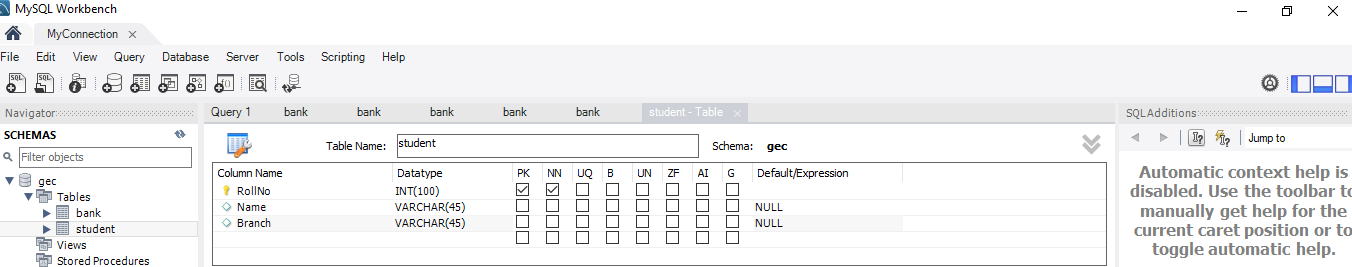 MySQL Workbench
MyConnection
File Edit View Query Database Server Tools Scripting Help
Navigator
SCHEMAS
Filter objects
gec
Tables
bank
student
Views
Stored Procedures
Query 1 bank bank bank bank bank student - Table
Table Name: student Schema: gec
Column Name Datatype PK NN UQ B UN ZF AI G Default/Expression
RollNo INT(100)
Name VARCHAR(45) NULL
Branch VARCHAR(45) NULL
SQLAdditions
Jump to
Automatic context help is
disabled. Use the toolbar to
manually get help for the
current caret position or to
toggle automatic help.